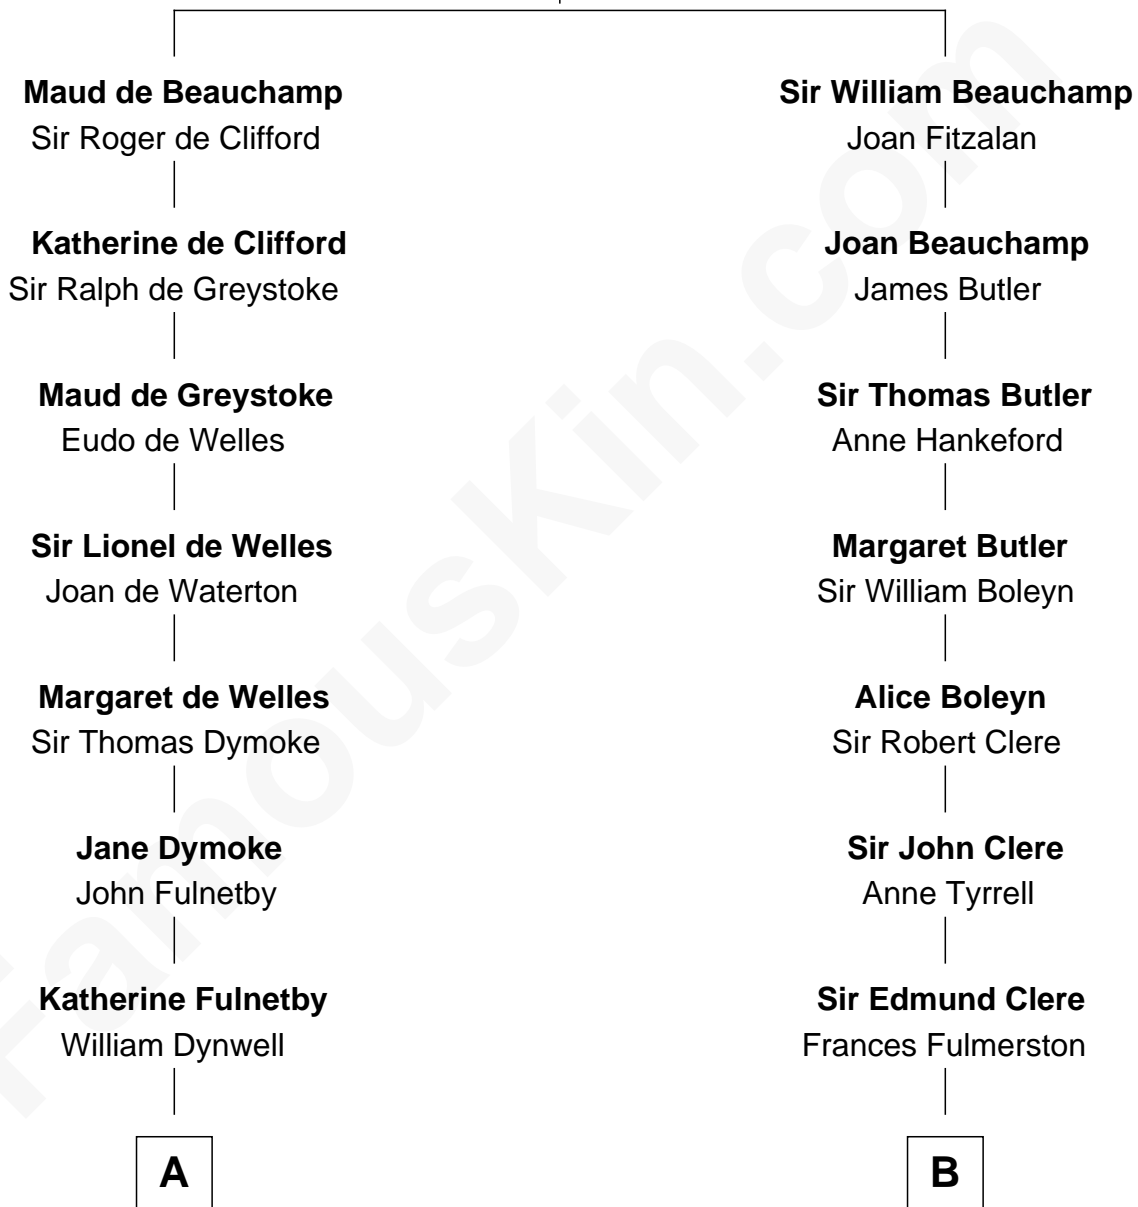 Maud de Beauchamp
Sir Roger de Clifford
Katherine de Clifford
Sir Ralph de Greystoke
Maud de Greystoke
Eudo de Welles
Sir Lionel de Welles
Joan de Waterton
Margaret de Welles
Sir Thomas Dymoke
Jane Dymoke
John Fulnetby
Katherine Fulnetby
William Dynwell
A
Sir William Beauchamp
Joan Fitzalan
Joan Beauchamp
James Butler
Sir Thomas Butler
Anne Hankeford
Margaret Butler
Sir William Boleyn
Alice Boleyn
Sir Robert Clere
Sir John Clere
Anne Tyrrell
Sir Edmund Clere
Frances Fulmerston
B
FamousKin.com